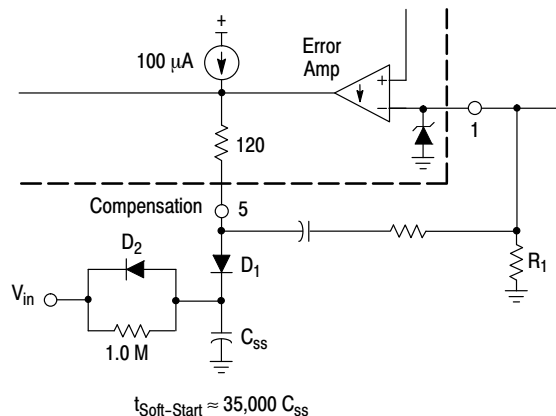 +
100 µA
Error
Amp
+
−
1
120
Compensation
5
D2
D1
R1
Vin
Css
1.0 M
tSoft−Start ≈ 35,000 Css